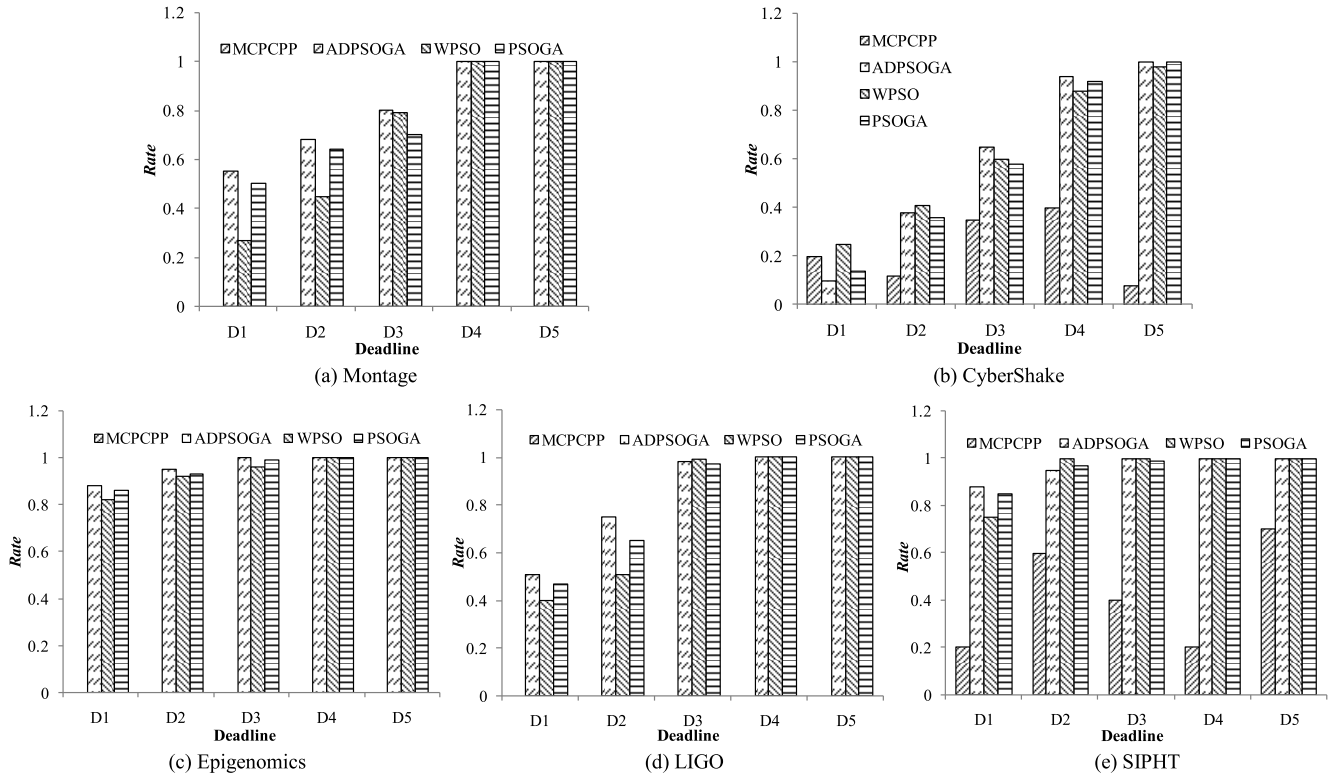 1.2
1
0.8
0.6
0.4
0.2
0
Rate
MCPCPP ADPSOGA WPSO PSOGA
D1 D2 D3 D4 D5
Deadline
(a) Montage
1.2
1
0.8
0.6
0.4
0.2
0
Rate
MCPCPP
ADPSOGA
WPSO
PSOGA
D1 D2 D3 D4 D5
Deadline
(b) CyberShake
1.2
1
0.8
0.6
0.4
0.2
0
Rate
MCPCPP ADPSOGA WPSO PSOGA
D1 D2 D3 D4 D5
Deadline
(c) Epigenomics
1.2
1
0.8
0.6
0.4
0.2
0
Rate
MCPCPP ADPSOGA WPSO PSOGA
D1 D2 D3 D4 D5
Deadline
(d) LIGO
1.2
1
0.8
0.6
0.4
0.2
0
Rate
MCPCPP ADPSOGA WPSO PSOGA
D1 D2 D3 D4 D5
Deadline
(e) SIPHT